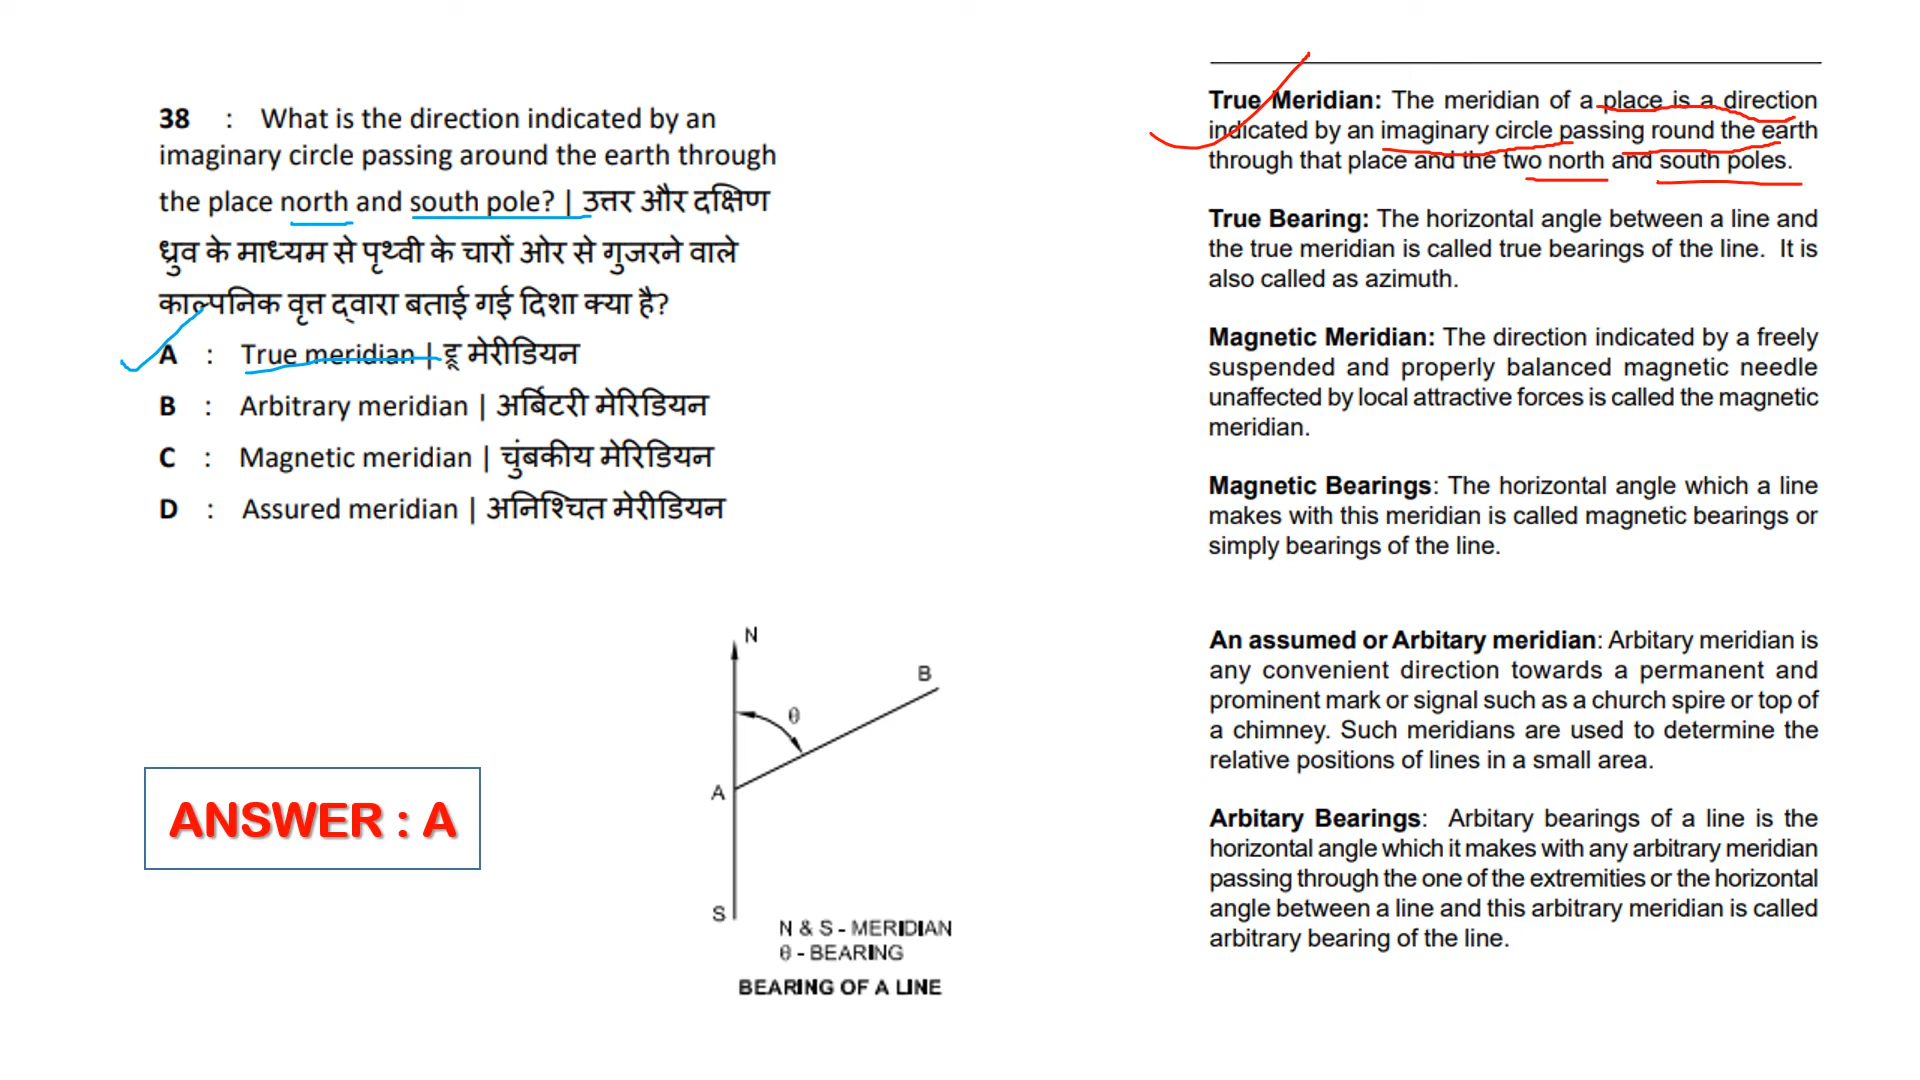 38 : What is the direction indicated by an
imaginary circle passing around the earth through
the place north and south pole? | उत्तर और दक्षिण
ध्रुव के माध्यम से पृथ्वी के चारों ओर से गुजरने वाले
काल्पनिक वृत्त द्वारा बताई गई दिशा क्या है?
A : True meridian | ट्रू मेरीडियन
B : Arbitrary meridian | अर्बिटरी मेरिडियन
C : Magnetic meridian | चुंबकीय मेरिडियन
D : Assured meridian | अनिश्चित मेरीडियन
ANSWER : A
N
B
θ
A
S
N & S - MERIDIAN
θ - BEARING
BEARING OF A LINE
True Meridian: The meridian of a place is a direction
indicated by an imaginary circle passing round the earth
through that place and the two north and south poles.
True Bearing: The horizontal angle between a line and
the true meridian is called true bearings of the line. It is
also called as azimuth.
Magnetic Meridian: The direction indicated by a freely
suspended and properly balanced magnetic needle
unaffected by local attractive forces is called the magnetic
meridian.
Magnetic Bearings: The horizontal angle which a line
makes with this meridian is called magnetic bearings or
simply bearings of the line.
An assumed or Arbitary meridian: Arbitary meridian is
any convenient direction towards a permanent and
prominent mark or signal such as a church spire or top of
a chimney. Such meridians are used to determine the
relative positions of lines in a small area.
Arbitary Bearings: Arbitary bearings of a line is the
horizontal angle which it makes with any arbitrary meridian
passing through the one of the extremities or the horizontal
angle between a line and this arbitrary meridian is called
arbitrary bearing of the line.